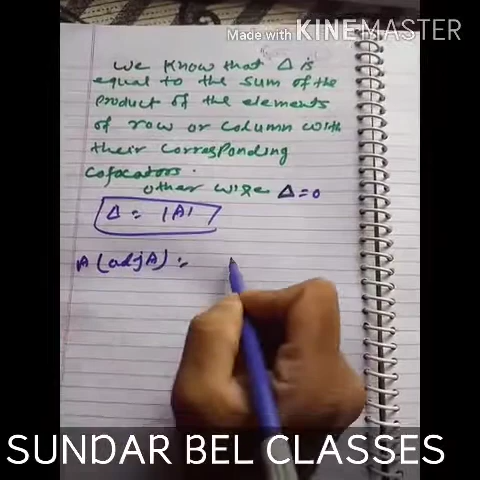 Made with KINEMASTER
we know that Δ is
equal to the sum of the
product of the elements
of row or column with
their corresponding
cofacators.
other wise Δ=0
Δ = |A|
A (adjA) =
SUNDAR BEL CLASSES